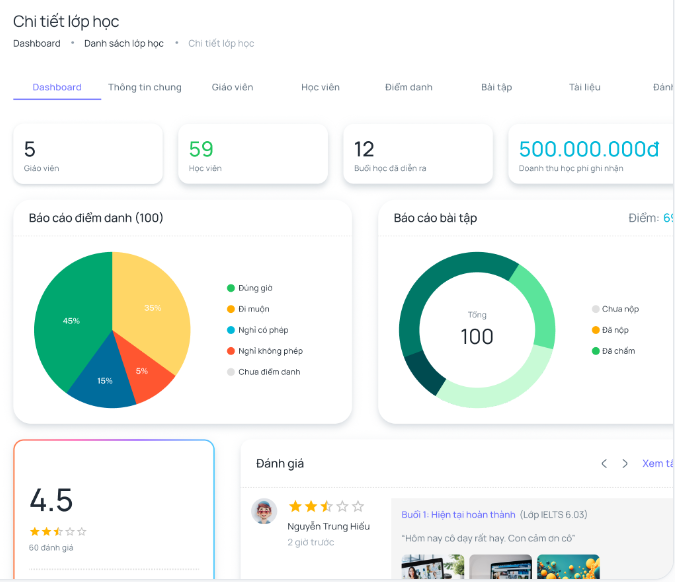 Chi tiết lớp học
Dashboard • Danh sách lớp học • Chi tiết lớp học
Dashboard Thông tin chung Giáo viên Học viên Điểm danh Bài tập Tài liệu Đánh
5 59 12 500.000.000đ
Giáo viên Học viên Buổi học đã diễn ra Doanh thu học phí ghi nhận
Báo cáo điểm danh (100)
45%
35%
15%
5%
Đúng giờ
Đi muộn
Nghỉ có phép
Nghỉ không phép
Chưa điểm danh
Báo cáo bài tập Điểm:
Tổng
100
Chưa nộp
Đã nộp
Đã chấm
4.5
60 đánh giá
Đánh giá Xem tấ
Nguyễn Trung Hiếu
2 giờ trước
Buổi 1: Hiện tại hoàn thành (Lớp IELTS 6.03)
“Hôm nay cô dạy rất hay. Con cảm ơn cô”